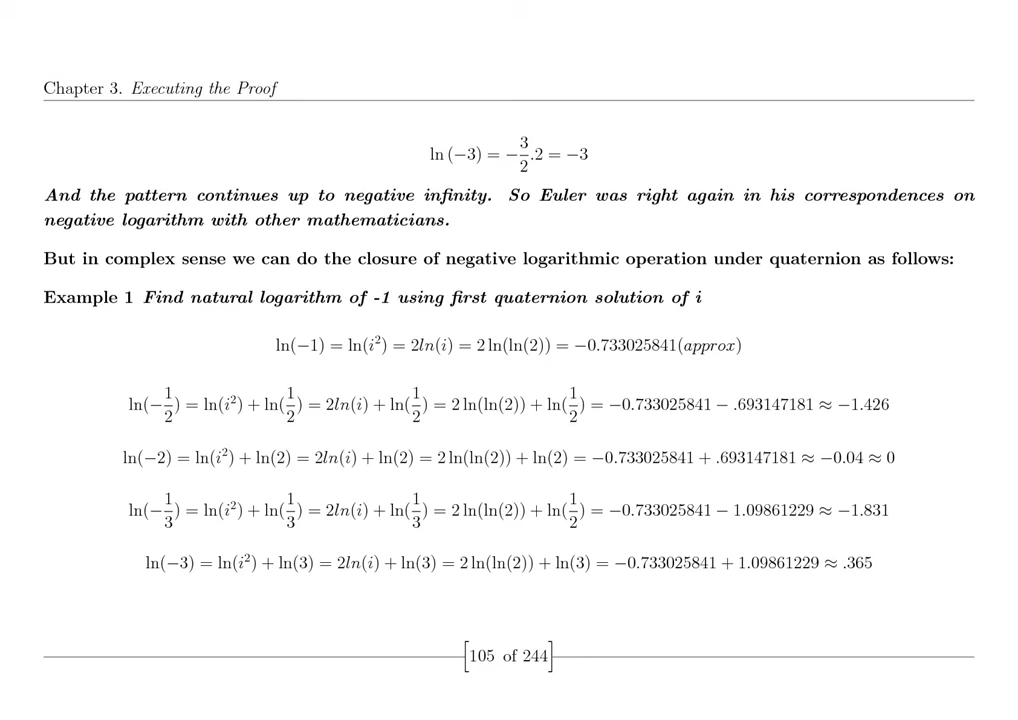 Chapter 3. Executing the Proof
ln (−3) = −3/2.2 = −3
And the pattern continues up to negative infinity. So Euler was right again in his correspondences on
negative logarithm with other mathematicians.
But in complex sense we can do the closure of negative logarithmic operation under quaternion as follows:
Example 1 Find natural logarithm of -1 using first quaternion solution of i
ln(−1) = ln(i²) = 2ln(i) = 2 ln(ln(2)) = −0.733025841(approx)
ln(−1/2) = ln(i²) + ln(1/2) = 2ln(i) + ln(1/2) = 2 ln(ln(2)) + ln(1/2) = −0.733025841 − .693147181 ≈ −1.426
ln(−2) = ln(i²) + ln(2) = 2ln(i) + ln(2) = 2 ln(ln(2)) + ln(2) = −0.733025841 + .693147181 ≈ −0.04 ≈ 0
ln(−1/3) = ln(i²) + ln(1/3) = 2ln(i) + ln(1/3) = 2 ln(ln(2)) + ln(1/2) = −0.733025841 − 1.09861229 ≈ −1.831
ln(−3) = ln(i²) + ln(3) = 2ln(i) + ln(3) = 2 ln(ln(2)) + ln(3) = −0.733025841 + 1.09861229 ≈ .365
[105 of 244]